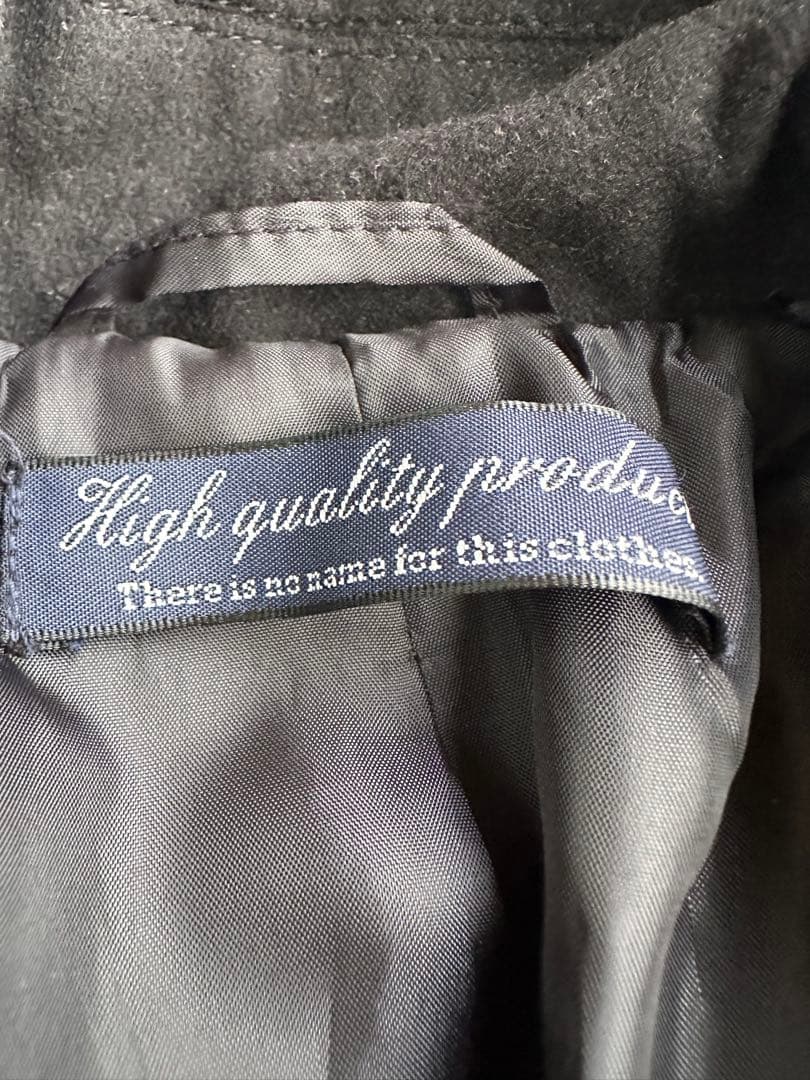 High quality produc
There is no name for this clothes.